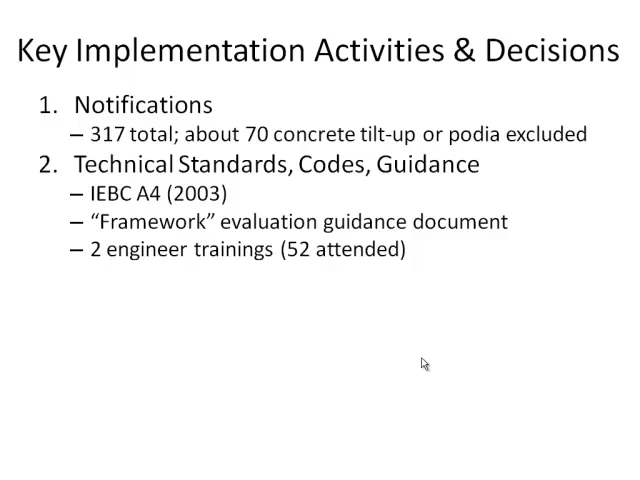 Key Implementation Activities & Decisions
1. Notifications
– 317 total; about 70 concrete tilt-up or podia excluded
2. Technical Standards, Codes, Guidance
– IEBC A4 (2003)
– “Framework” evaluation guidance document
– 2 engineer trainings (52 attended)